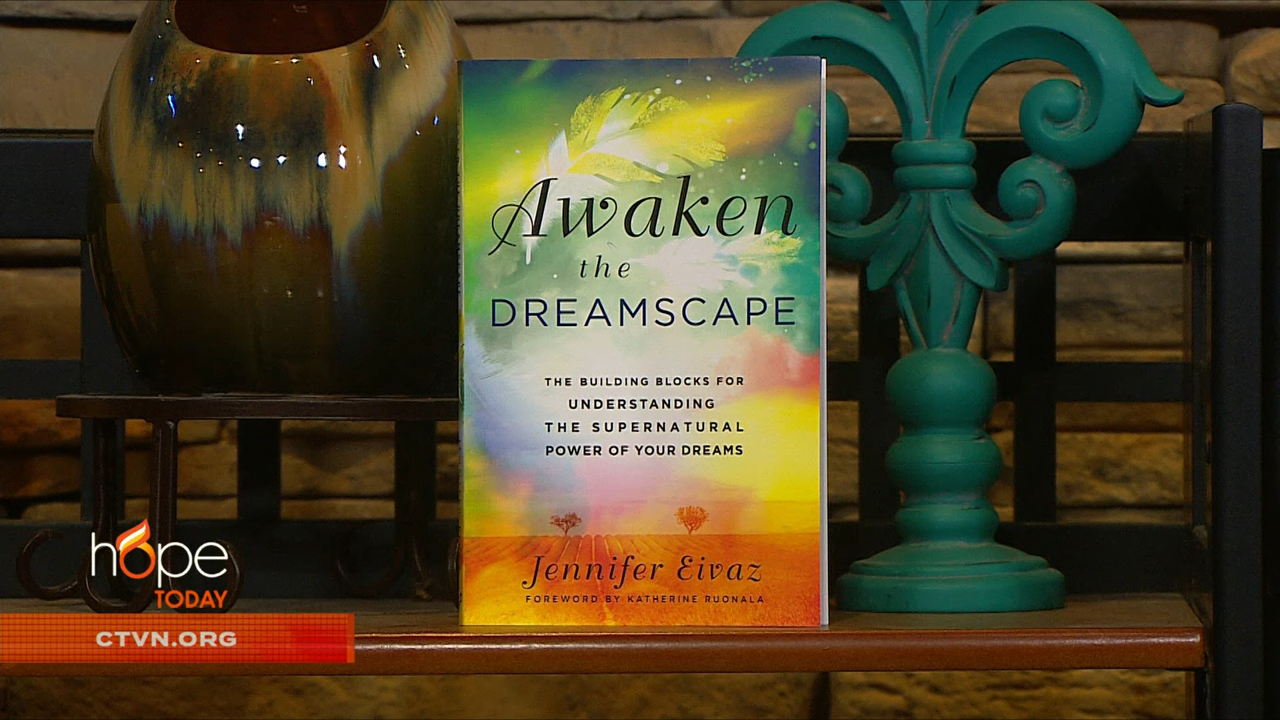 Awaken
the
DREAMSCAPE
THE BUILDING BLOCKS FOR
UNDERSTANDING
THE SUPERNATURAL
POWER OF YOUR DREAMS
Jennifer Eivaz
FOREWORD BY KATHERINE RUONALA
hope
TODAY
CTVN.ORG